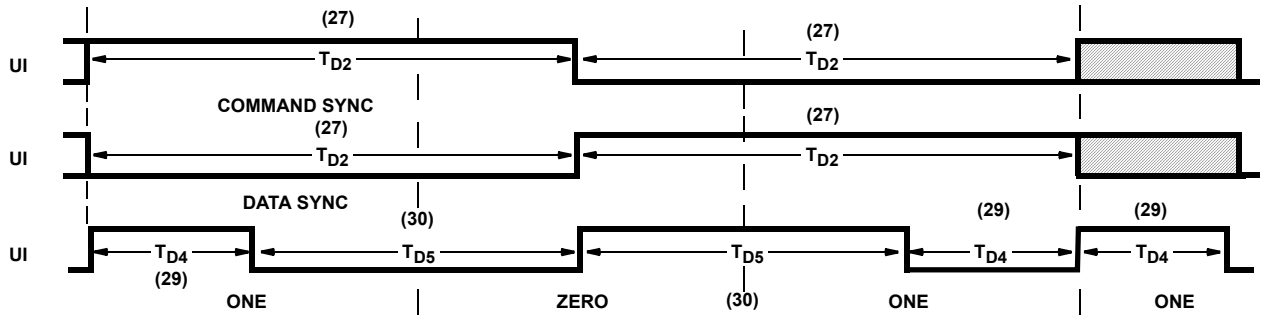 (27) (27)
UI TD2 TD2
COMMAND SYNC
(27) (27)
UI TD2 TD2
DATA SYNC
(30) (29) (29)
UI TD4 TD5 TD5 TD4 TD4
(29)
ONE ZERO (30) ONE ONE